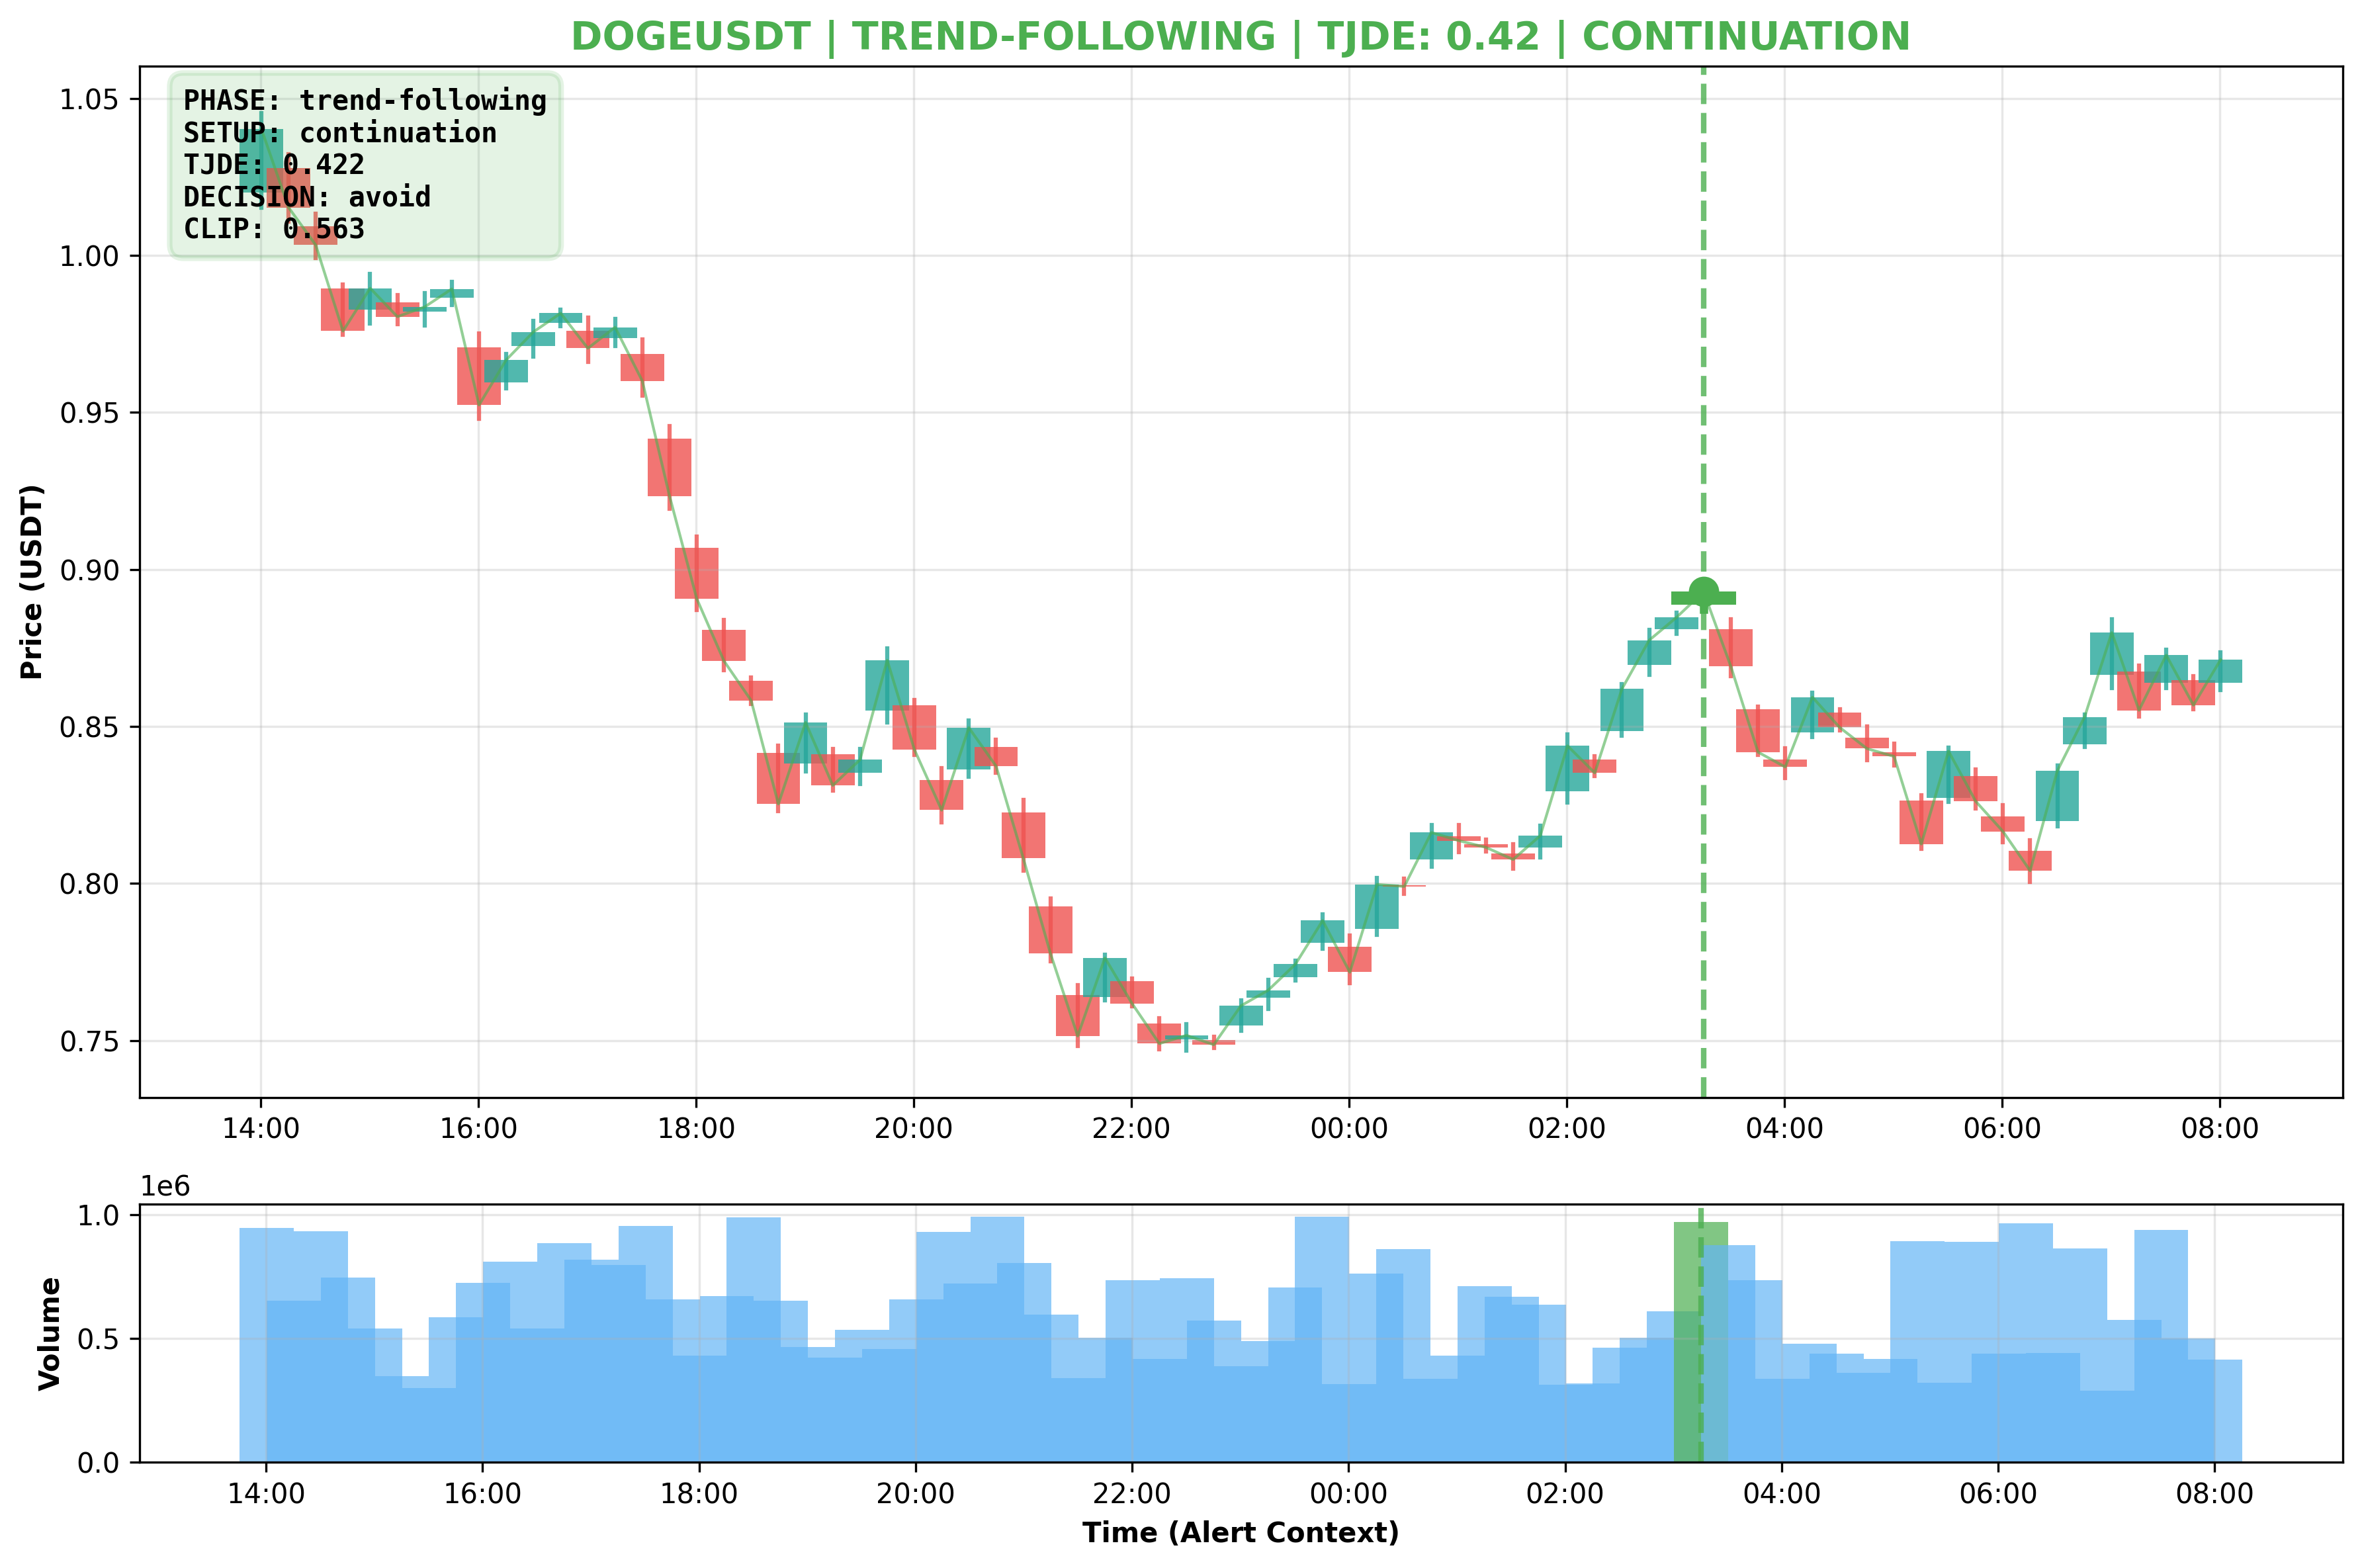 DOGEUSDT | TREND-FOLLOWING | TJDE: 0.42 | CONTINUATION
PHASE: trend-following
SETUP: continuation
TJDE: 0.422
DECISION: avoid
CLIP: 0.563
Price (USDT)
1.05
1.00
0.95
0.90
0.85
0.80
0.75
14:00 16:00 18:00 20:00 22:00 00:00 02:00 04:00 06:00 08:00
1e6
Volume
1.0
0.5
0.0
14:00 16:00 18:00 20:00 22:00 00:00 02:00 04:00 06:00 08:00
Time (Alert Context)